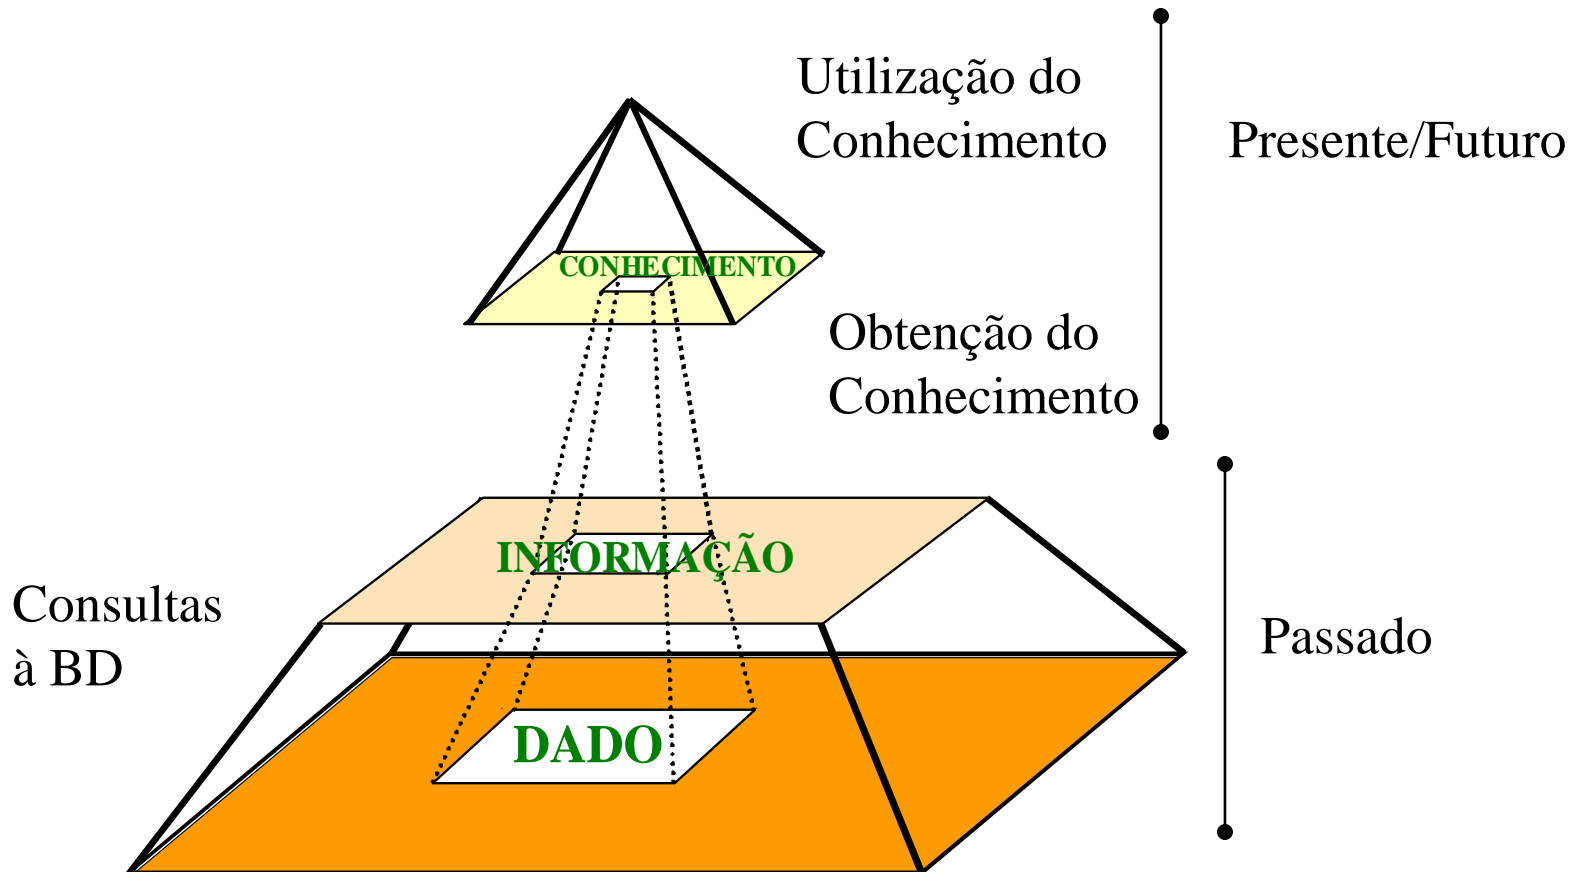 Utilização do
Conhecimento
Presente/Futuro
CONHECIMENTO
Obtenção do
Conhecimento
INFORMAÇÃO
Consultas
à BD
Passado
DADO